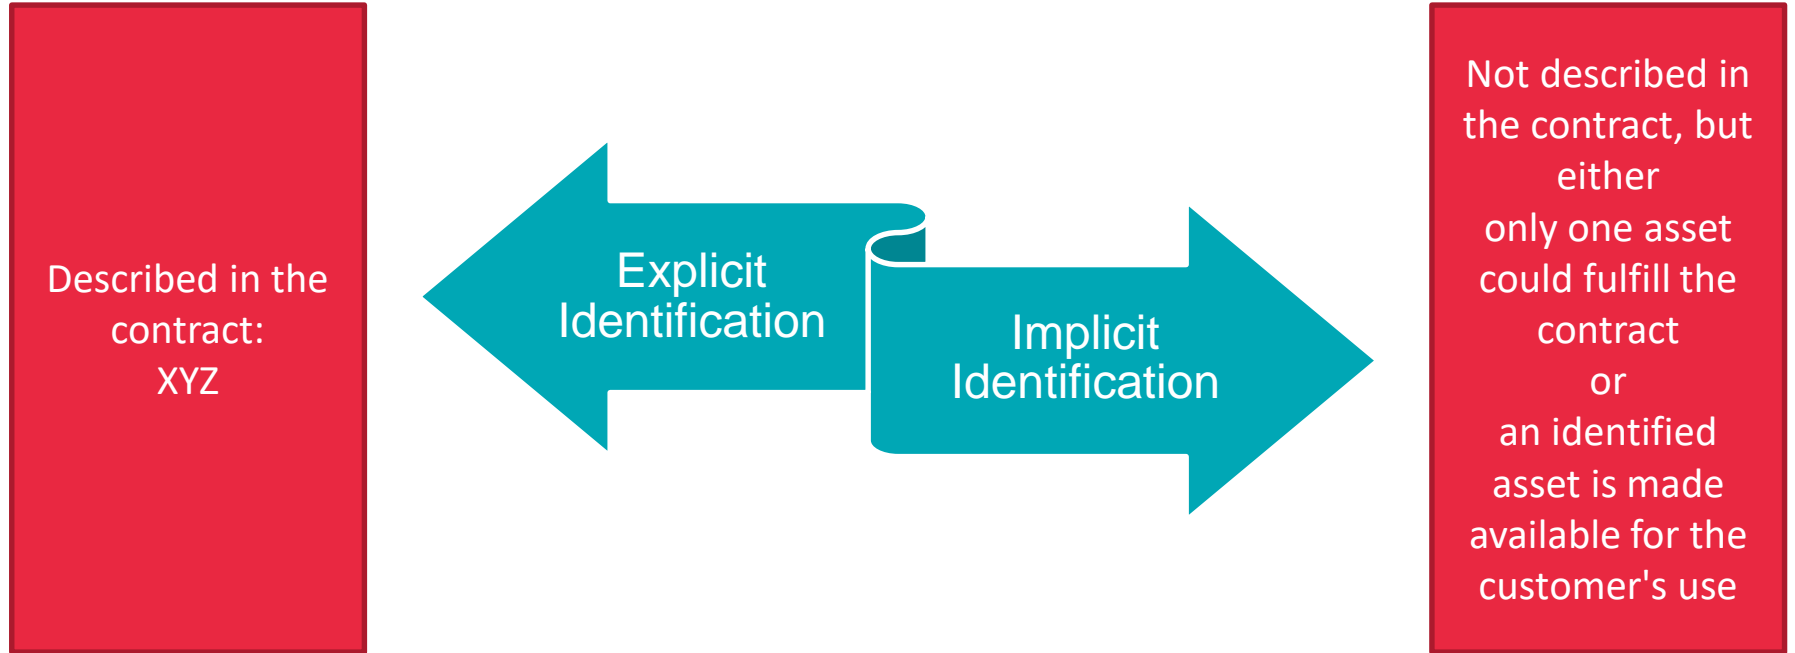 Described in the
contract:
XYZ
Explicit
Identification
Implicit
Identification
Not described in
the contract, but
either
only one asset
could fulfill the
contract
or
an identified
asset is made
available for the
customer's use